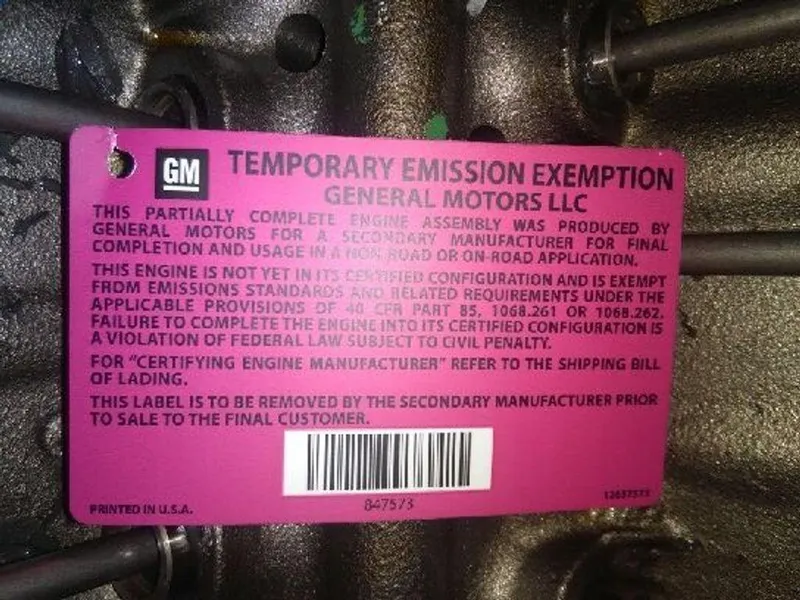 GM
TEMPORARY EMISSION EXEMPTION
GENERAL MOTORS LLC
THIS PARTIALLY COMPLETE ENGINE ASSEMBLY WAS PRODUCED BY
GENERAL MOTORS FOR A SECONDARY MANUFACTURER FOR FINAL
COMPLETION AND USAGE IN A NON ROAD OR ON-ROAD APPLICATION.
THIS ENGINE IS NOT YET IN ITS CERTIFIED CONFIGURATION AND IS EXEMPT
FROM EMISSIONS STANDARDS AND RELATED REQUIREMENTS UNDER THE
APPLICABLE PROVISIONS OF 40 CFR PART 85, 1068.261 OR 1068.262.
FAILURE TO COMPLETE THE ENGINE INTO ITS CERTIFIED CONFIGURATION IS
A VIOLATION OF FEDERAL LAW SUBJECT TO CIVIL PENALTY.
FOR "CERTIFYING ENGINE MANUFACTURER" REFER TO THE SHIPPING BILL
OF LADING.
THIS LABEL IS TO BE REMOVED BY THE SECONDARY MANUFACTURER PRIOR
TO SALE TO THE FINAL CUSTOMER.
847573
PRINTED IN U.S.A.